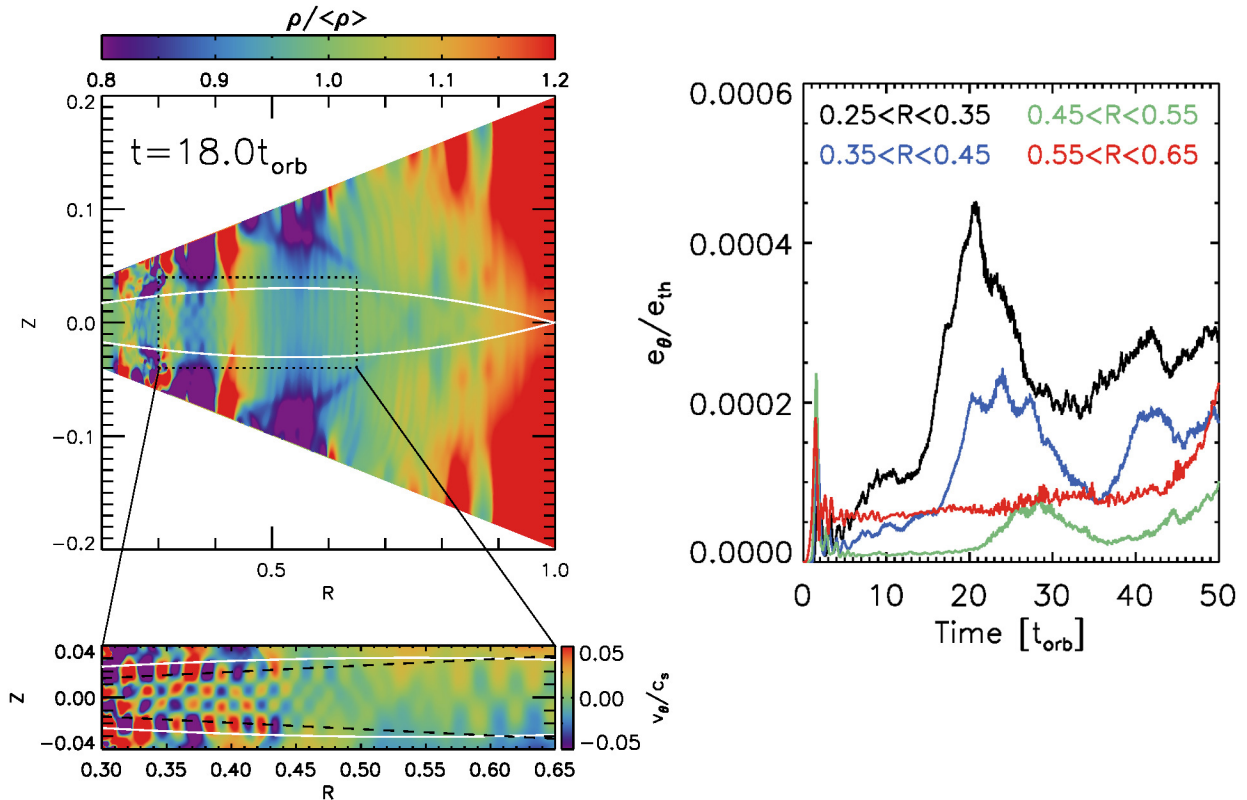 ρ/<ρ>
0.8 0.9 1.0 1.1 1.2
t=18.0t_orb
0.2
0.1
0.0
−0.1
−0.2
Z
0.5 1.0
R
0.04
0.00
−0.04
Z
0.30 0.35 0.40 0.45 0.50 0.55 0.60 0.65
R
0.05
0.00
−0.05
v_θ/c_s
0.0006
0.0004
0.0002
0.0000
e_θ/e_th
0.25<R<0.35 0.45<R<0.55
0.35<R<0.45 0.55<R<0.65
0 10 20 30 40 50
Time [t_orb]